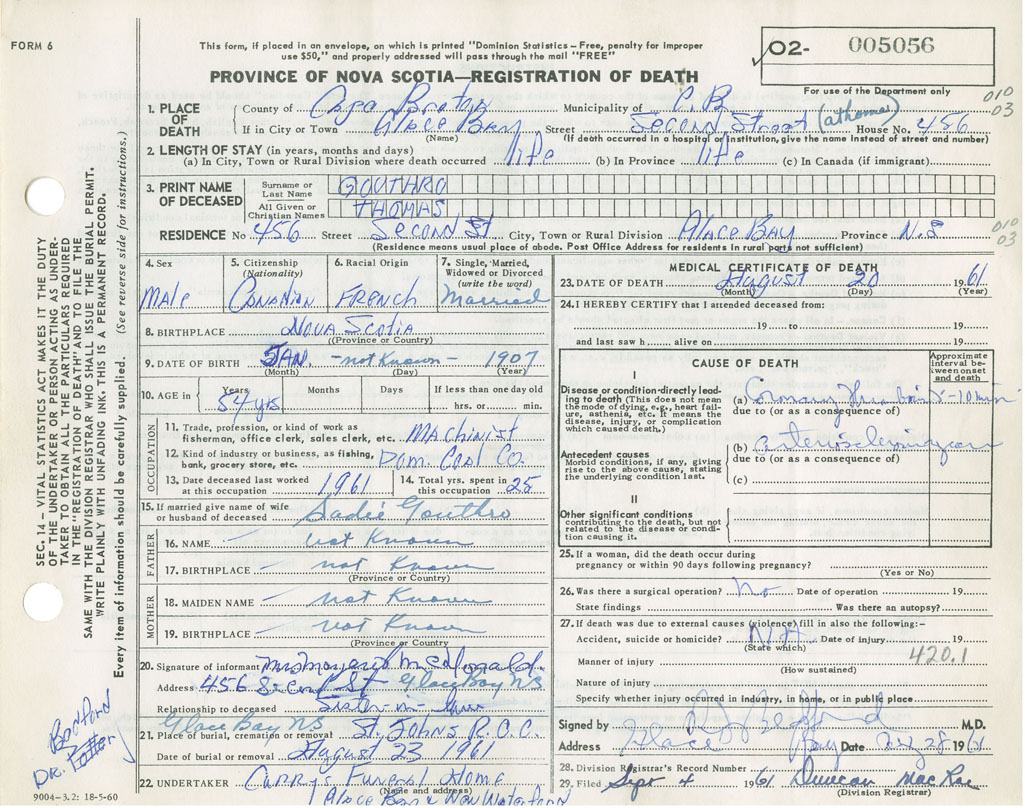 FORM 6
This form, if placed in an envelope, on which is printed "Dominion Statistics – Free, penalty for improper
use $50," and properly addressed will pass through the mail "FREE"
PROVINCE OF NOVA SCOTIA—REGISTRATION OF DEATH
O2- 005056
For use of the Department only
010
03
1. PLACE OF DEATH
County of Cape Breton Municipality of C.B.
If in City or Town Glace Bay Street Second Street (at home) House No. 456
(Name) (If death occurred in a hospital or institution, give the name instead of street and number)
2. LENGTH OF STAY (in years, months and days)
(a) In City, Town or Rural Division where death occurred life (b) In Province life (c) In Canada (if immigrant)
3. PRINT NAME OF DECEASED
Surname or Last Name GOUTHRO
All Given or Christian Names THOMAS
RESIDENCE No 456 Street Second St City, Town or Rural Division Glace Bay Province N.S
010
03
(Residence means usual place of abode. Post Office Address for residents in rural parts not sufficient)
4. Sex
Male
5. Citizenship
(Nationality)
Canadian
6. Racial Origin
French
7. Single, Married,
Widowed or Divorced
(write the word)
Married
8. BIRTHPLACE Nova Scotia
(Province or Country)
9. DATE OF BIRTH JAN. -not Known- 1907
(Month) (Day) (Year)
10. AGE in
Years Months Days If less than one day old
54 yrs hrs. or min.
OCCUPATION
11. Trade, profession, or kind of work as
fisherman, office clerk, sales clerk, etc. Machinist
12. Kind of industry or business, as fishing,
bank, grocery store, etc. Dom. Coal Co.
13. Date deceased last worked
at this occupation 1961
14. Total yrs. spent in
this occupation 25
15. If married give name of wife
or husband of deceased Sadie Gouthro
FATHER
16. NAME not Known
17. BIRTHPLACE not Known
(Province or Country)
MOTHER
18. MAIDEN NAME not Known
19. BIRTHPLACE not Known
(Province or Country)
20. Signature of informant Mrs Margaret McDonald.
Address 456 Second St Glace Bay NS
Relationship to deceased Sister-in-law
Glace Bay NS
21. Place of burial, cremation or removal St. Johns R.C.C.
Date of burial or removal August 23, 1961
22. UNDERTAKER Curry's Funeral Home
(Name and address)
Glace Bay & New Waterford
9004-3.2: 18-5-60
MEDICAL CERTIFICATE OF DEATH
23. DATE OF DEATH August 20 1961
(Month) (Day) (Year)
24. I HEREBY CERTIFY that I attended deceased from:
19 to 19
and last saw h alive on 19
CAUSE OF DEATH
Approximate interval between onset and death
I
Disease or condition directly leading to death (This does not mean
the mode of dying, e.g., heart failure, asthenia, etc. It means the
disease, injury, or complication
which caused death.)
(a) Coronary 5-10 min
due to (or as a consequence of)
Antecedent causes
Morbid conditions, if any, giving
rise to the above cause, stating
the underlying condition last.
(b)
due to (or as a consequence of)
(c)
II
Other significant conditions
contributing to the death, but not
related to the disease or condition causing it.
25. If a woman, did the death occur during
pregnancy or within 90 days following pregnancy?
(Yes or No)
26. Was there a surgical operation? No Date of operation 19
State findings Was there an autopsy?
27. If death was due to external causes (violence) fill in also the following:-
Accident, suicide or homicide? N/A Date of injury 19
(State which)
420.1
Manner of injury
(How sustained)
Nature of injury
Specify whether injury occurred in industry, in home, or in public place
Signed by M.D.
Address Glace Bay Date 28 1961
28. Division Registrar's Record Number
29. Filed Sept 4 1961 Duncan MacRae
(Division Registrar)
SEC. 14 – VITAL STATISTICS ACT MAKES IT THE DUTY
OF THE UNDERTAKER OR PERSON ACTING AS UNDERTAKER TO OBTAIN ALL THE PARTICULARS REQUIRED
IN THE "REGISTRATION OF DEATH" AND TO FILE THE
SAME WITH THE DIVISION REGISTRAR WHO SHALL ISSUE THE BURIAL PERMIT.
WRITE PLAINLY WITH UNFADING INK. THIS IS A PERMANENT RECORD.
Every item of information should be carefully supplied. (See reverse side for instructions.)
DR.